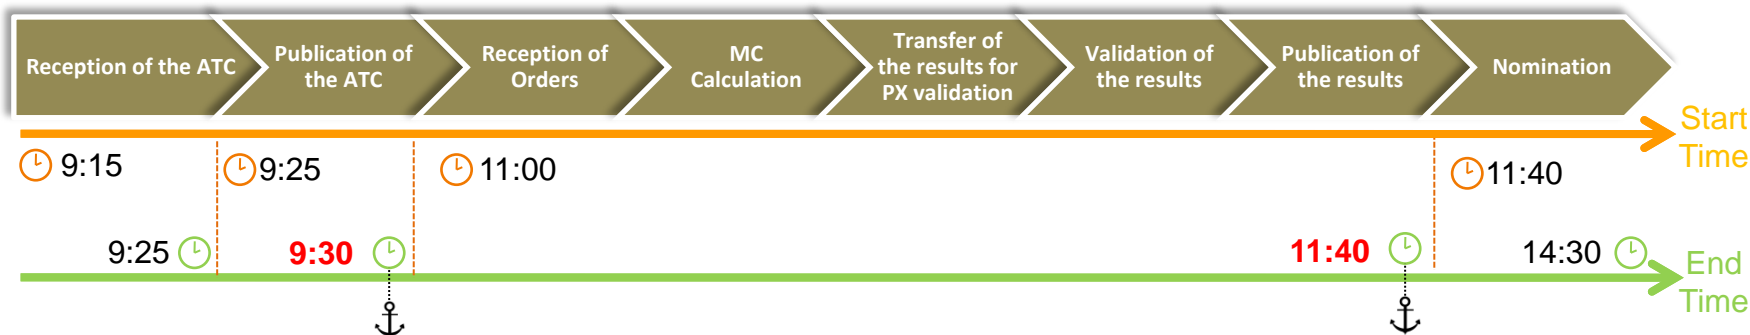 Reception of the ATC
Publication of
the ATC
Reception of
Orders
MC
Calculation
Transfer of
the results for
PX validation
Validation of
the results
Publication of
the results
Nomination
Start
Time
9:15
9:25
11:00
11:40
9:25
9:30
11:40
14:30
End
Time